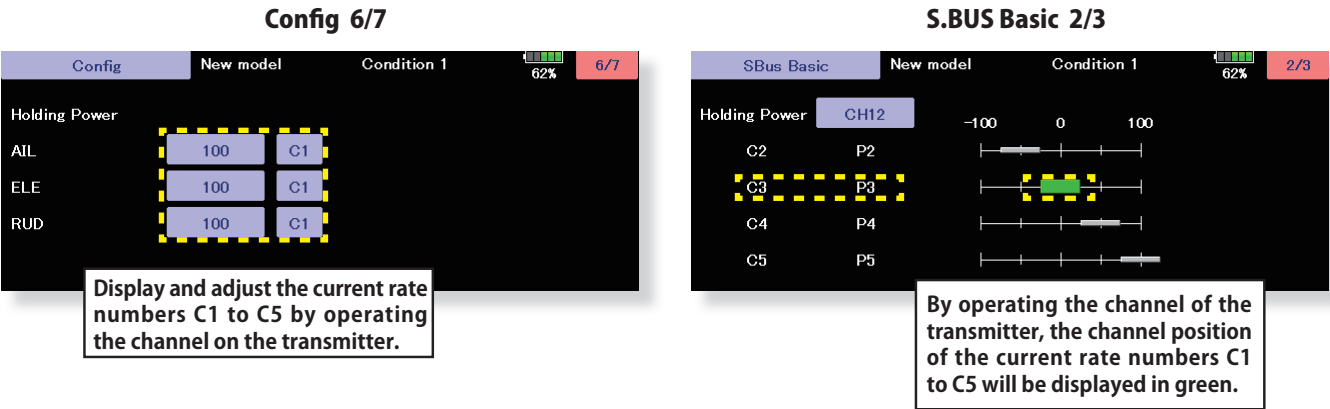 Config 6/7
Config New model Condition 1 62% 6/7
Holding Power
AIL 100 C1
ELE 100 C1
RUD 100 C1
Display and adjust the current rate
numbers C1 to C5 by operating
the channel on the transmitter.
S.BUS Basic 2/3
SBus Basic New model Condition 1 62% 2/3
Holding Power CH12 -100 0 100
C2 P2
C3 P3
C4 P4
C5 P5
By operating the channel of the
transmitter, the channel position
of the current rate numbers C1
to C5 will be displayed in green.